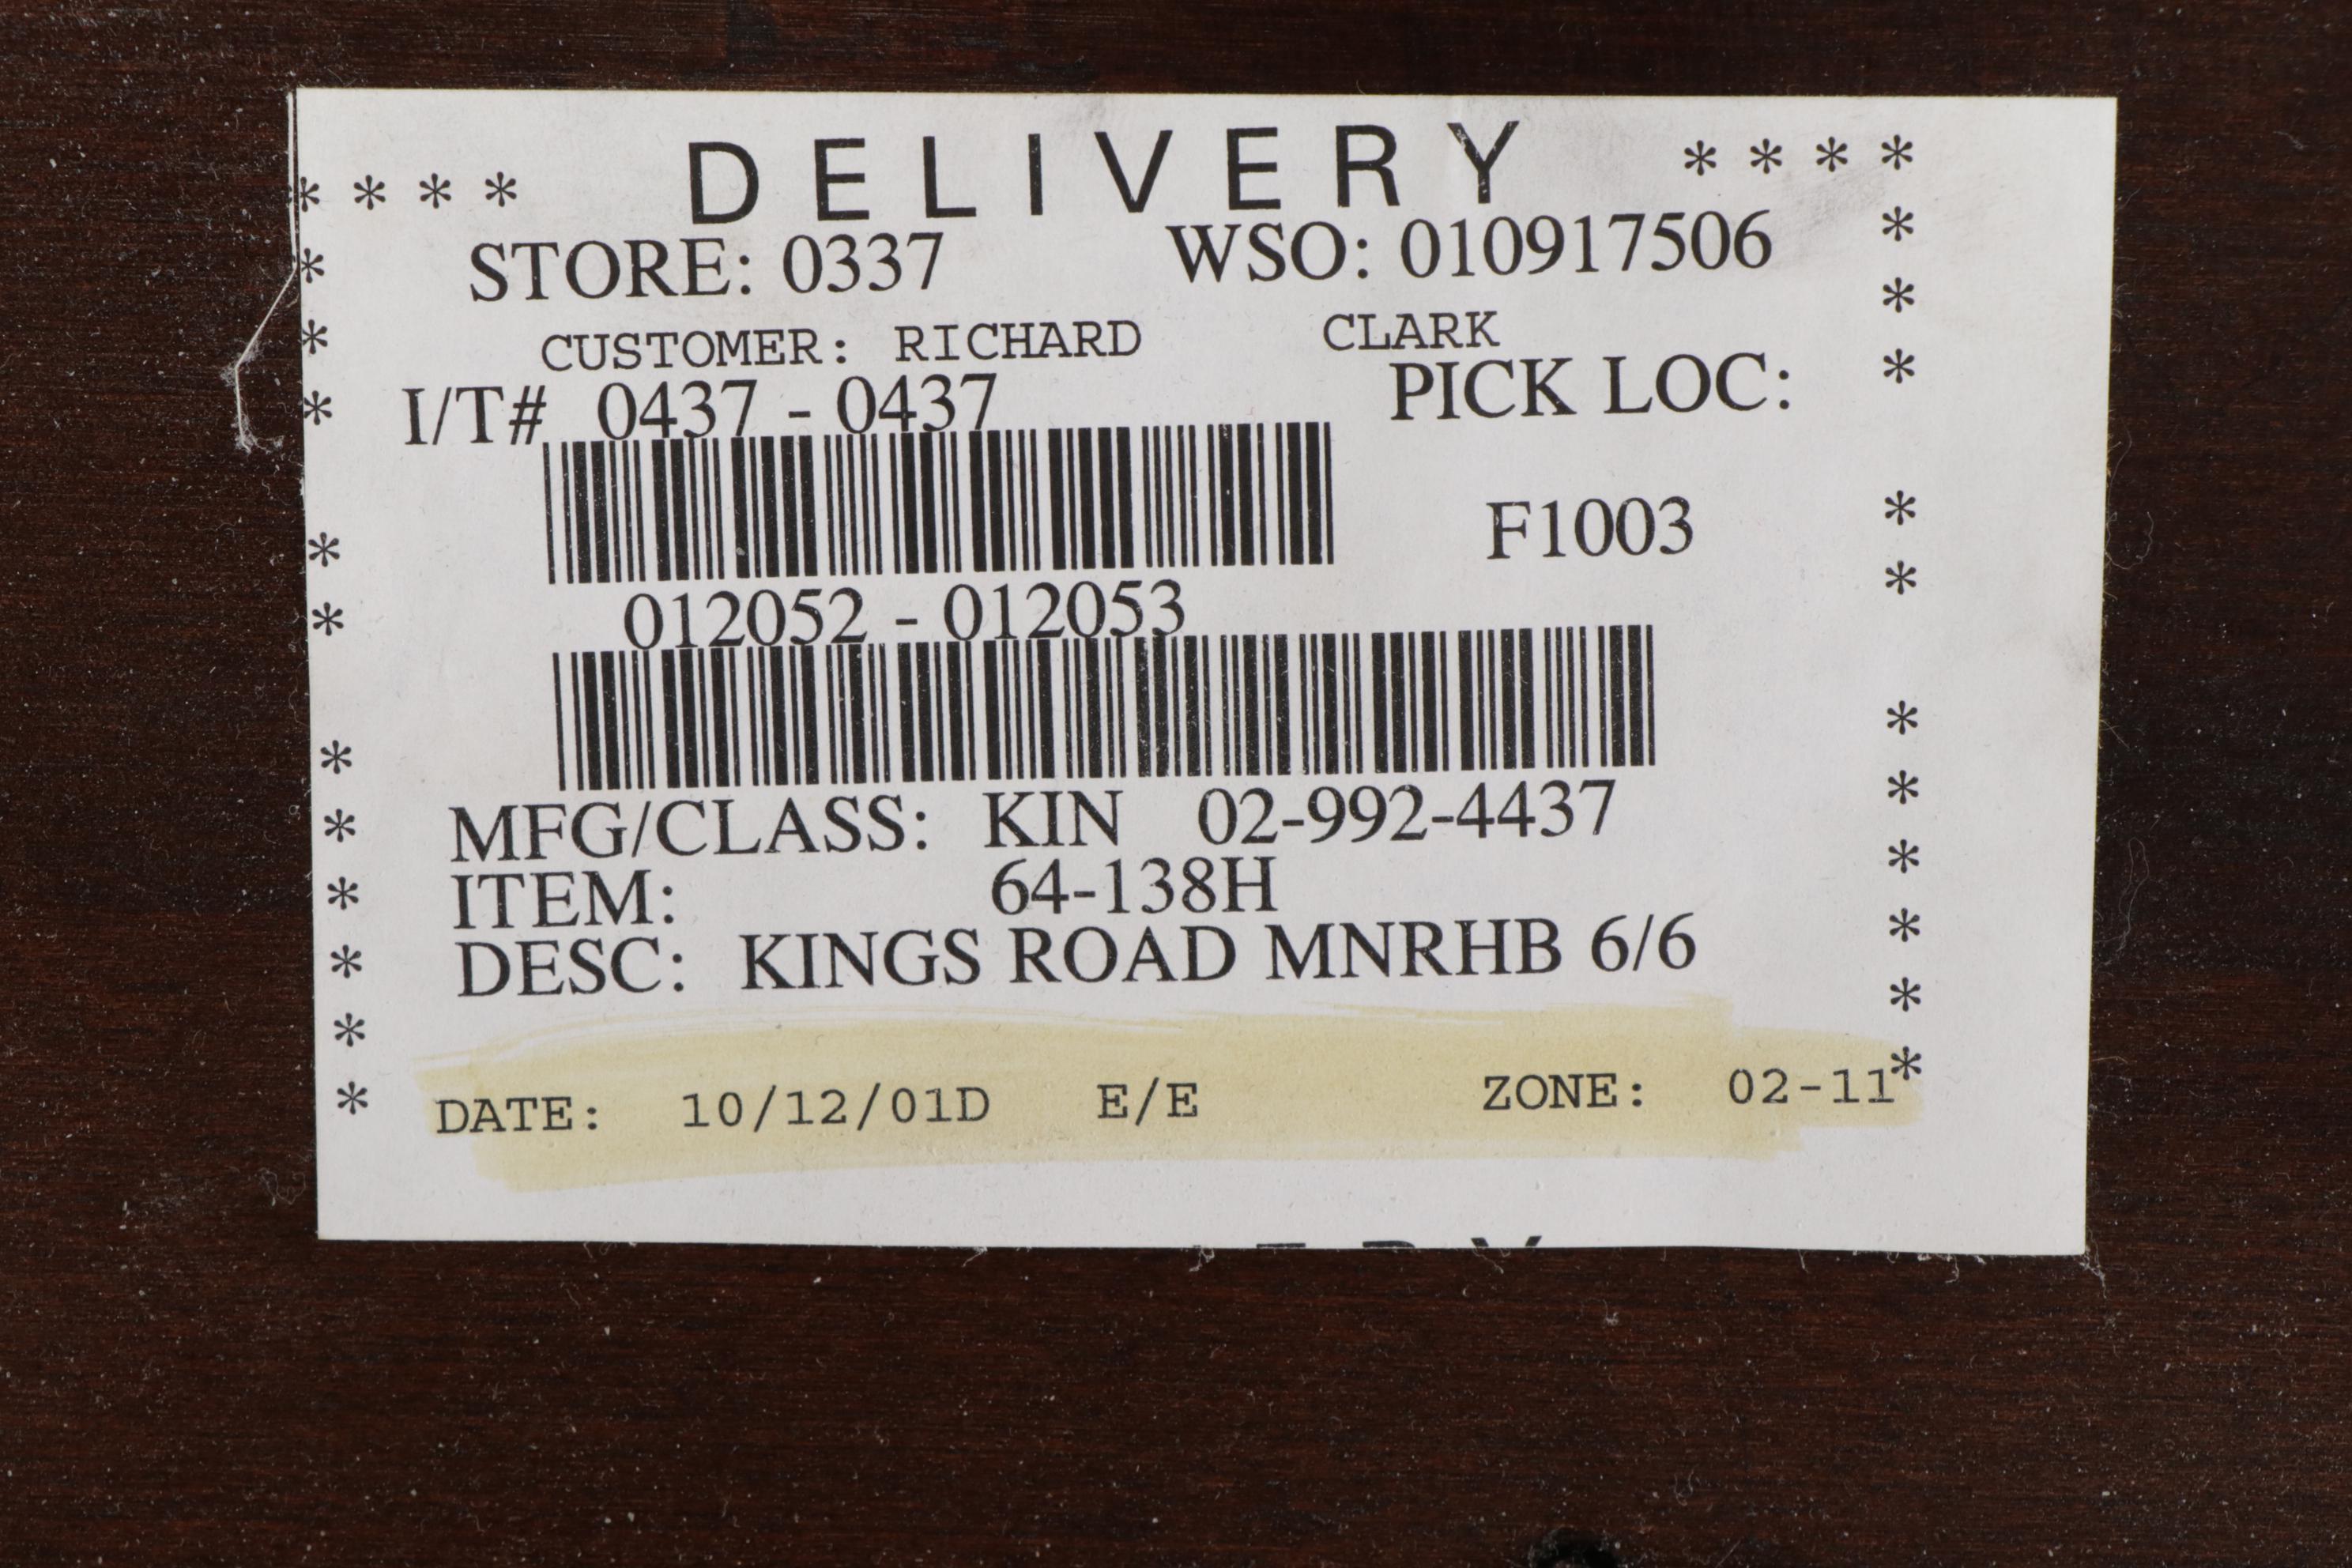 * * * * DELIVERY * * * *
* STORE: 0337 WSO: 010917506 *
* CUSTOMER: RICHARD CLARK *
* I/T# 0437 - 0437 PICK LOC: *
* F1003 *
* 012052 - 012053 *
* *
* MFG/CLASS: KIN 02-992-4437 *
* ITEM: 64-138H *
* DESC: KINGS ROAD MNRHB 6/6 *
* *
* DATE: 10/12/01D E/E ZONE: 02-11 *